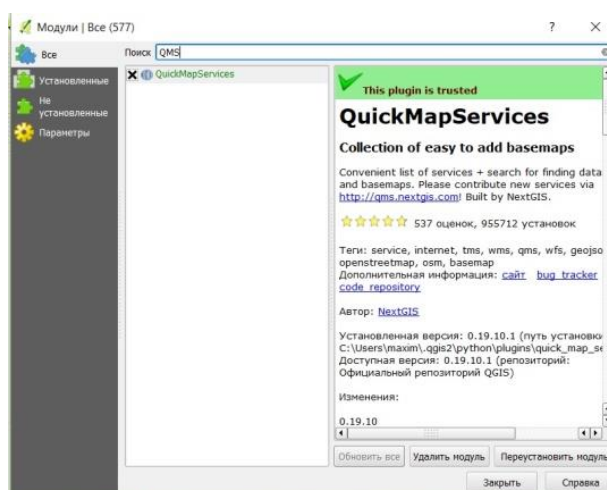 Модули | Все (577)
? ×
Все
Установленные
Не
установленные
Параметры
Поиск QMS
QuickMapServices
This plugin is trusted
QuickMapServices
Collection of easy to add basemaps
Convenient list of services + search for finding data
and basemaps. Please contribute new services via
http://qms.nextgis.com! Built by NextGIS.
537 оценок, 955712 установок
Теги: service, internet, tms, wms, qms, wfs, geojso
openstreetmap, osm, basemap
Дополнительная информация: сайт bug tracker
code repository
Автор: NextGIS
Установленная версия: 0.19.10.1 (путь установки
C:\Users\maxim\.qgis2\python\plugins\quick_map_se
Доступная версия: 0.19.10.1 (репозиторий:
Официальный репозиторий QGIS)
Изменения:
0.19.10
Обновить все Удалить модуль Переустановить модуль
Закрыть Справка